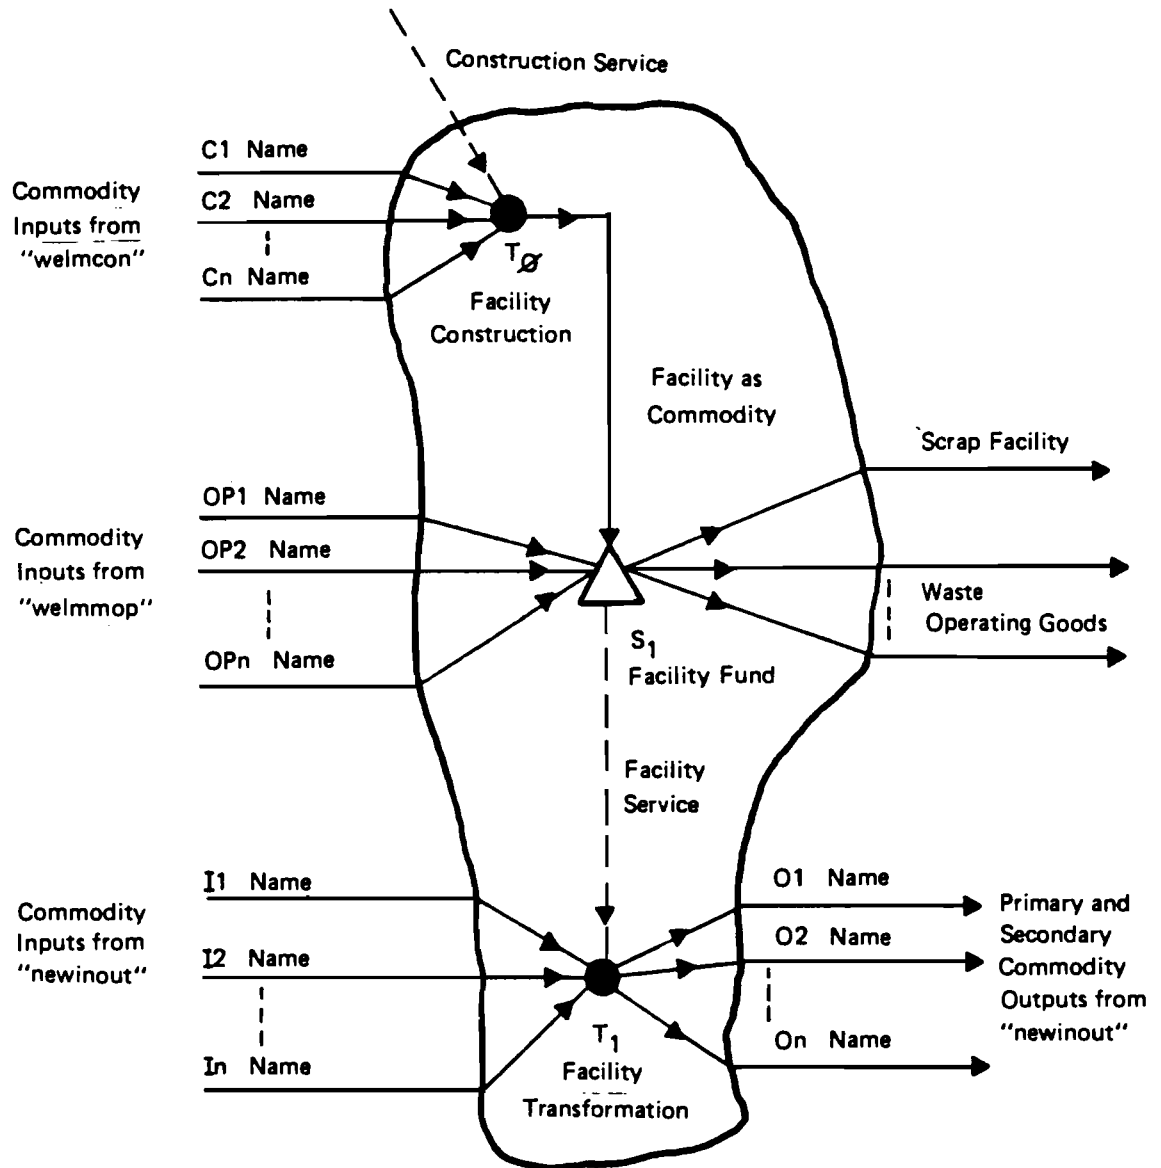 Construction Service
C1 Name
Commodity
Inputs from
"welmcon"
C2 Name
Cn Name
TØ
Facility
Construction
Facility as
Commodity
Scrap Facility
OP1 Name
Commodity
Inputs from
"welmmop"
OP2 Name
OPn Name
Waste
Operating Goods
S1
Facility Fund
Facility
Service
I1 Name
Commodity
Inputs from
"newinout"
I2 Name
In Name
O1 Name
O2 Name
On Name
Primary and
Secondary
Commodity
Outputs from
"newinout"
T1
Facility
Transformation